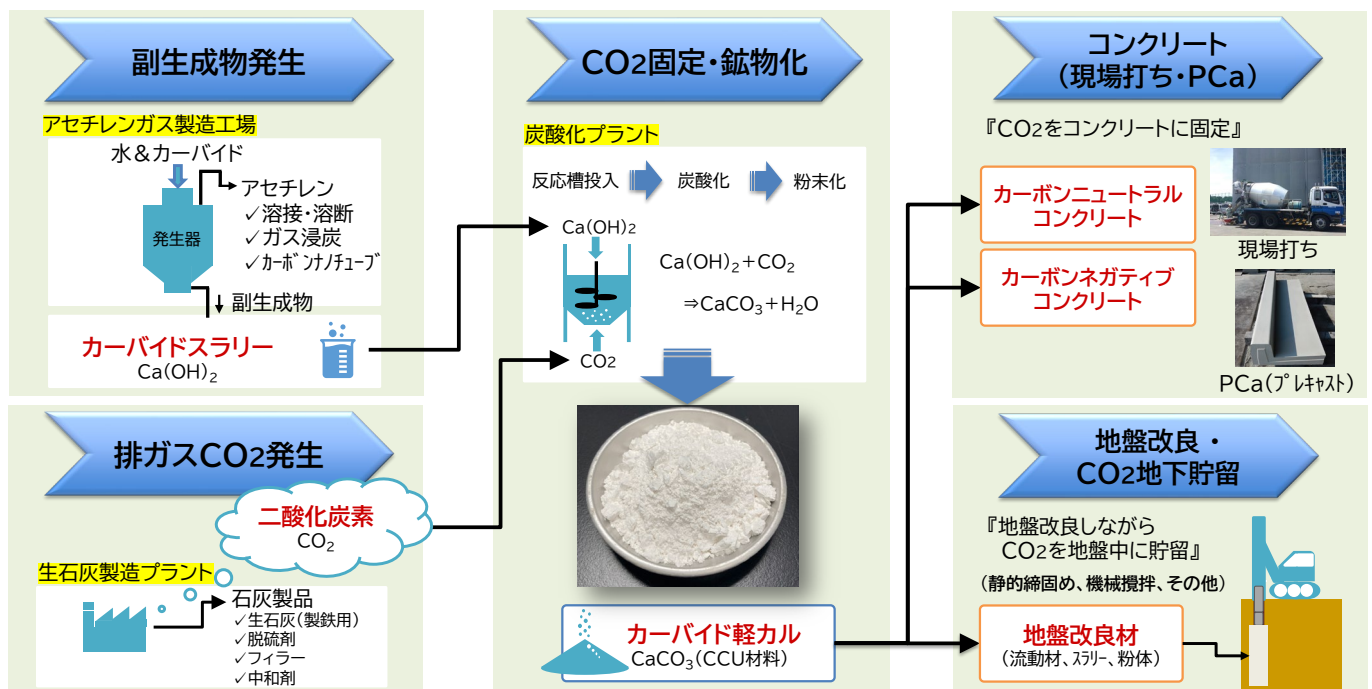 副生成物発生
アセチレンガス製造工場
水＆カーバイド
アセチレン
✓溶接・溶断
✓ガス浸炭
✓ｶｰﾎﾞﾝﾅﾉﾁｭｰﾌﾞ
発生器
副生成物
カーバイドスラリー
Ca(OH)₂
排ガスCO2発生
二酸化炭素
CO₂
生石灰製造プラント
石灰製品
✓生石灰(製鉄用)
✓脱硫剤
✓フィラー
✓中和剤
CO2固定・鉱物化
炭酸化プラント
反応槽投入 炭酸化 粉末化
Ca(OH)₂
Ca(OH)₂＋CO₂
⇒CaCO₃＋H₂O
CO2
カーバイド軽カル
CaCO₃(CCU材料)
コンクリート
(現場打ち・PCa)
『CO2をコンクリートに固定』
カーボンニュートラル
コンクリート
現場打ち
カーボンネガティブ
コンクリート
PCa(ﾌﾟﾚｷｬｽﾄ)
地盤改良・
CO2地下貯留
『地盤改良しながら
CO2を地盤中に貯留』
(静的締固め、機械攪拌、その他)
地盤改良材
(流動材、ｽﾗﾘｰ、粉体)